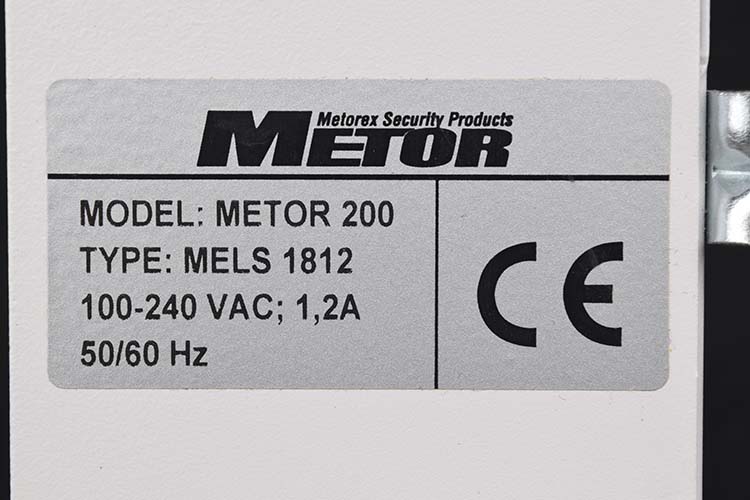 Metorex Security Products
METOR
MODEL: METOR 200
TYPE: MELS 1812
100-240 VAC; 1,2A
50/60 Hz
CE